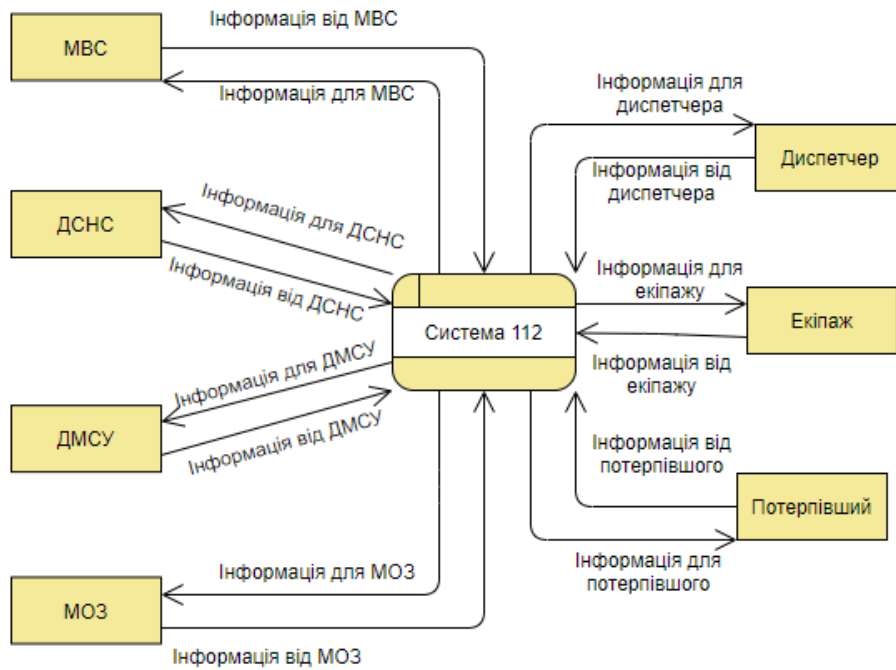 Інформація від МВС
МВС
Інформація для МВС
Інформація для
диспетчера
Диспетчер
Інформація від
диспетчера
ДСНС
Інформація для ДСНС
Інформація від ДСНС
Інформація для
екіпажу
Екіпаж
Система 112
Інформація від
екіпажу
Інформація для ДМСУ
ДМСУ
Інформація від ДМСУ
Інформація від
потерпівшого
Потерпівший
Інформація для
потерпівшого
Інформація для МОЗ
МОЗ
Інформація від МОЗ